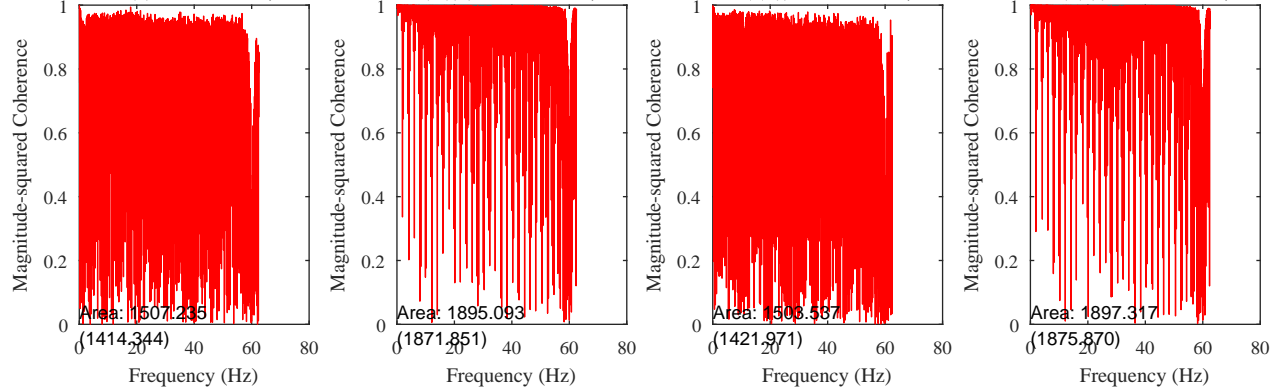 1 1 1 1
0.8 0.8 0.8 0.8
0.6 0.6 0.6 0.6
0.4 0.4 0.4 0.4
0.2 0.2 0.2 0.2
0 0 0 0
Magnitude-squared Coherence
Magnitude-squared Coherence
Magnitude-squared Coherence
Magnitude-squared Coherence
Area: 1507.235
(1414.344)
Area: 1895.093
(1871.851)
Area: 1503.537
(1421.971)
Area: 1897.317
(1875.870)
0 20 40 60 80
0 20 40 60 80
0 20 40 60 80
0 20 40 60 80
Frequency (Hz)
Frequency (Hz)
Frequency (Hz)
Frequency (Hz)